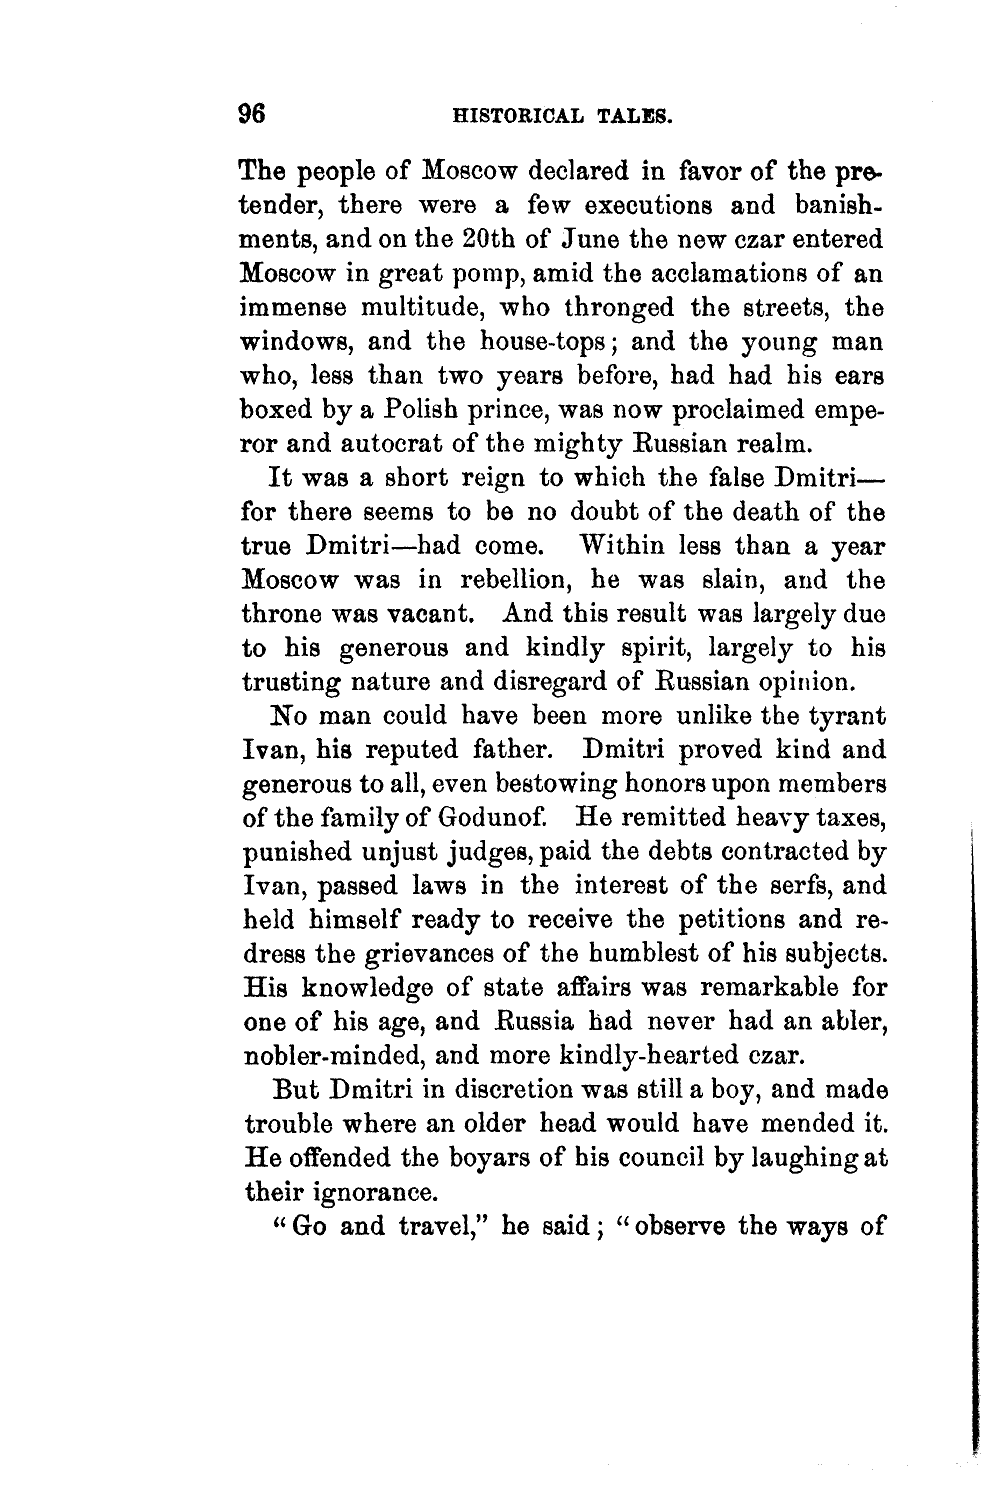 96 HISTORICAL TALES.
The people of Moscow declared in favor of the pre-
tender, there were a few executions and banish-
ments, and on the 20th of June the new czar entered
Moscow in great pomp, amid the acclamations of an
immense multitude, who thronged the streets, the
windows, and the house-tops; and the young man
who, less than two years before, had had his ears
boxed by a Polish prince, was now proclaimed empe-
ror and autocrat of the mighty Russian realm.
It was a short reign to which the false Dmitri—
for there seems to be no doubt of the death of the
true Dmitri—had come. Within less than a year
Moscow was in rebellion, he was slain, and the
throne was vacant. And this result was largely due
to his generous and kindly spirit, largely to his
trusting nature and disregard of Russian opinion.
No man could have been more unlike the tyrant
Ivan, his reputed father. Dmitri proved kind and
generous to all, even bestowing honors upon members
of the family of Godunof. He remitted heavy taxes,
punished unjust judges, paid the debts contracted by
Ivan, passed laws in the interest of the serfs, and
held himself ready to receive the petitions and re-
dress the grievances of the humblest of his subjects.
His knowledge of state affairs was remarkable for
one of his age, and Russia had never had an abler,
nobler-minded, and more kindly-hearted czar.
But Dmitri in discretion was still a boy, and made
trouble where an older head would have mended it.
He offended the boyars of his council by laughing at
their ignorance.
"Go and travel," he said; "observe the ways of